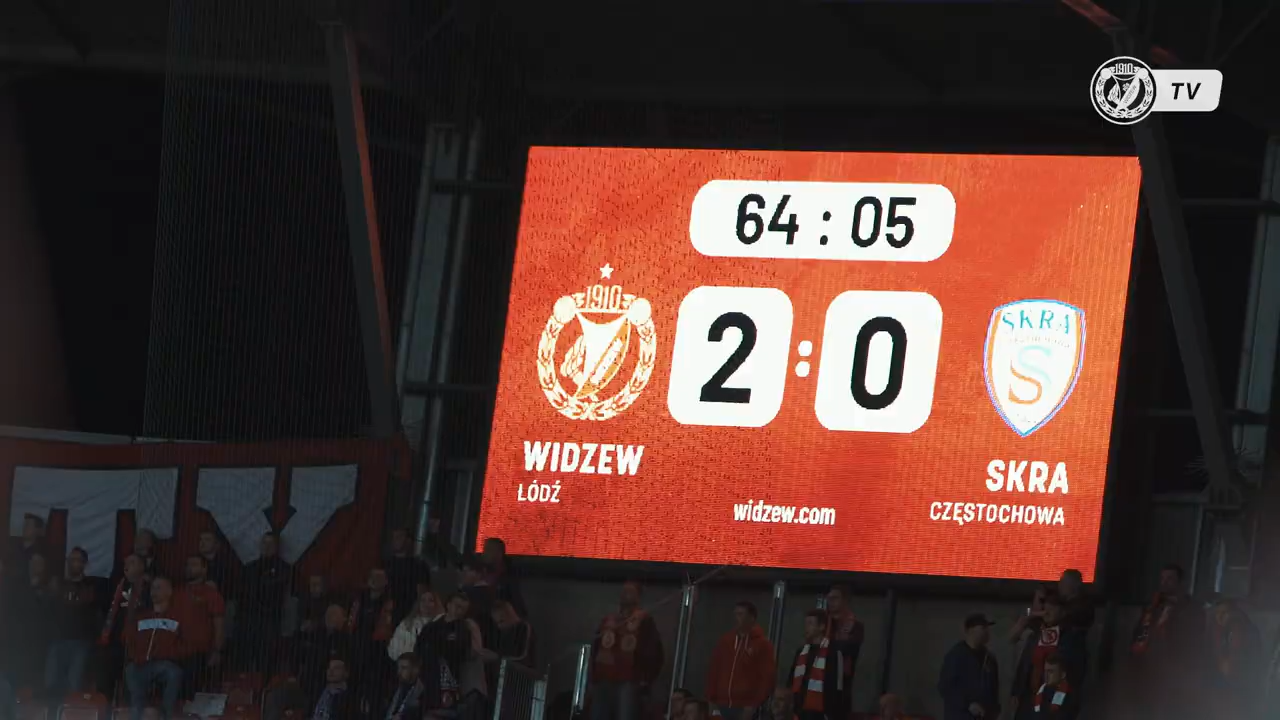 1910 TV
64 : 05
1910
2 : 0
SKRA
S
WIDZEW
ŁÓDŹ
SKRA
CZĘSTOCHOWA
widzew.com